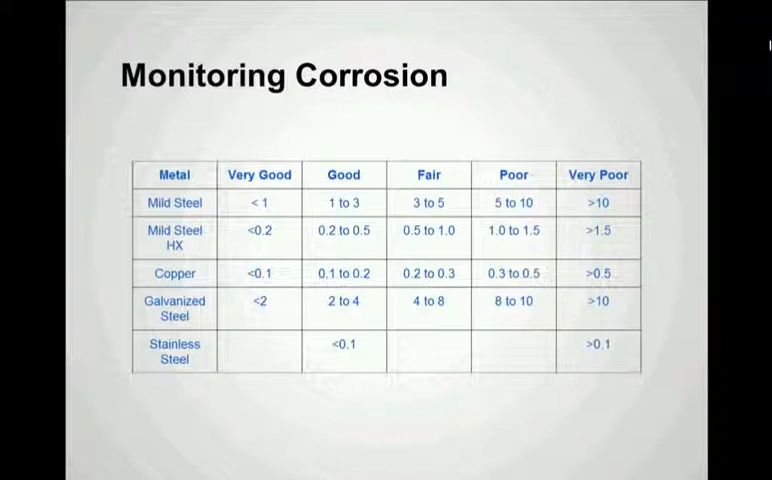 Monitoring Corrosion
Metal Very Good Good Fair Poor Very Poor
Mild Steel < 1 1 to 3 3 to 5 5 to 10 >10
Mild Steel HX <0.2 0.2 to 0.5 0.5 to 1.0 1.0 to 1.5 >1.5
Copper <0.1 0.1 to 0.2 0.2 to 0.3 0.3 to 0.5 >0.5
Galvanized Steel <2 2 to 4 4 to 8 8 to 10 >10
Stainless Steel <0.1 >0.1